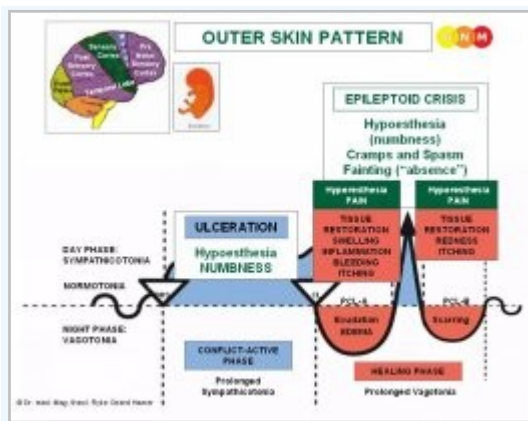 OUTER SKIN PATTERN
Sensory
Cortex
Post
Sensory
Cortex
Pre
Motor
Sensory
Cortex
Temporal Lobe
EPILEPTOID CRISIS
Hypoesthesia
(numbness)
Cramps and Spasm
Fainting ("absence")
Hyperesthesia
PAIN
Hyperesthesia
PAIN
ULCERATION
Hypoesthesia
NUMBNESS
TISSUE
RESTORATION
SWELLING
INFLAMMATION
BLEEDING
ITCHING
TISSUE
RESTORATION
REDNESS
ITCHING
DAY PHASE:
SYMPATHICOTONIA
NORMOTONIA
NIGHT PHASE:
VAGOTONIA
PCL-A
PCL-B
Exudation
EDEMA
Scarring
CONFLICT-ACTIVE
PHASE
Prolonged
Sympathicotonia
HEALING PHASE
Prolonged Vagotonia